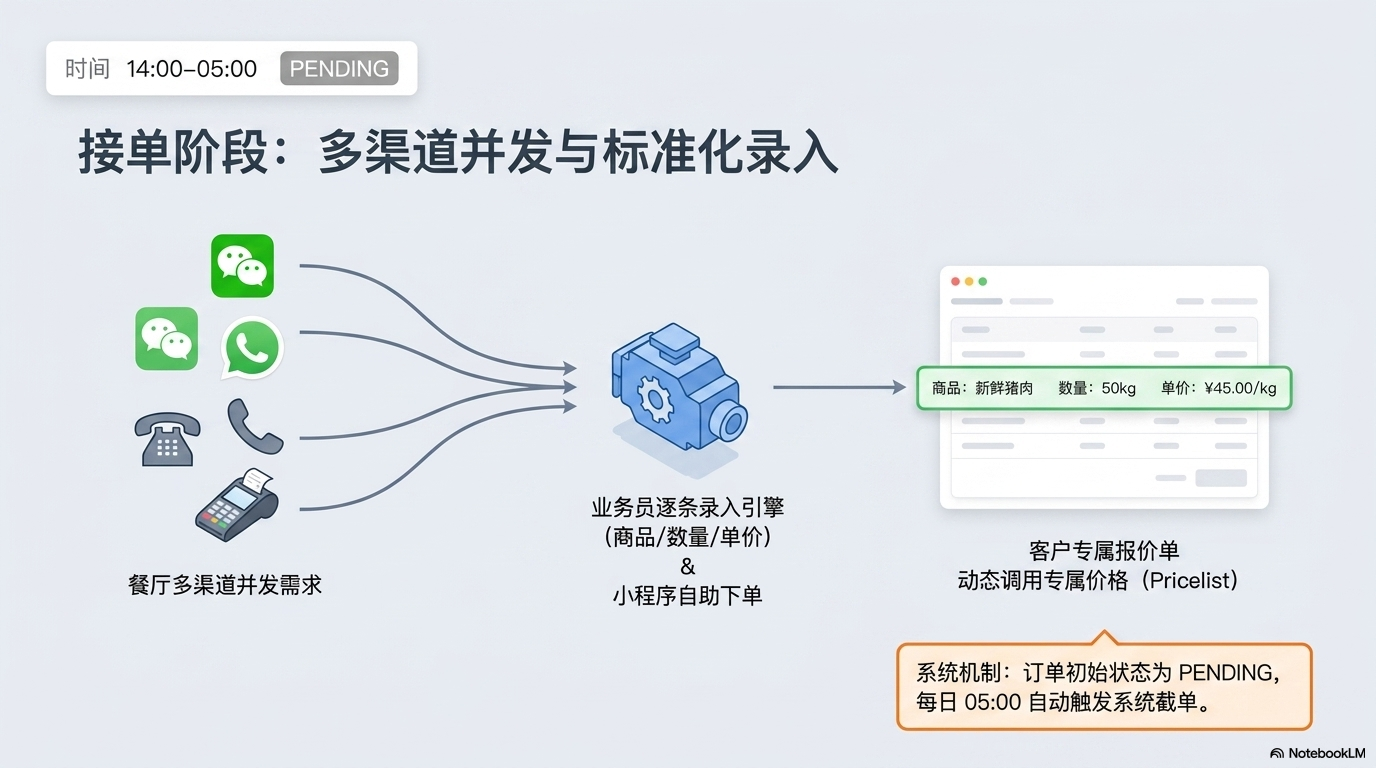 时间 14:00–05:00 PENDING
接单阶段：多渠道并发与标准化录入
商品：新鲜猪肉 数量：50kg 单价：¥45.00/kg
餐厅多渠道并发需求
业务员逐条录入引擎
（商品/数量/单价）
&
小程序自助下单
客户专属报价单
动态调用专属价格（Pricelist）
系统机制：订单初始状态为 PENDING，
每日 05:00 自动触发系统截单。
NotebookLM